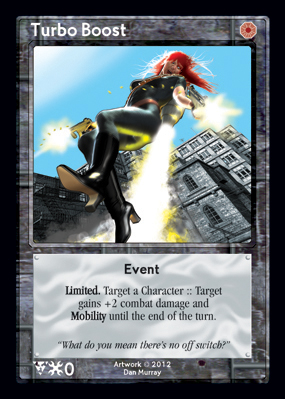 Turbo Boost
Event
Limited. Target a Character :: Target
gains +2 combat damage and
Mobility until the end of the turn.
"What do you mean there's no off switch?"
0
Artwork © 2012
Dan Murray